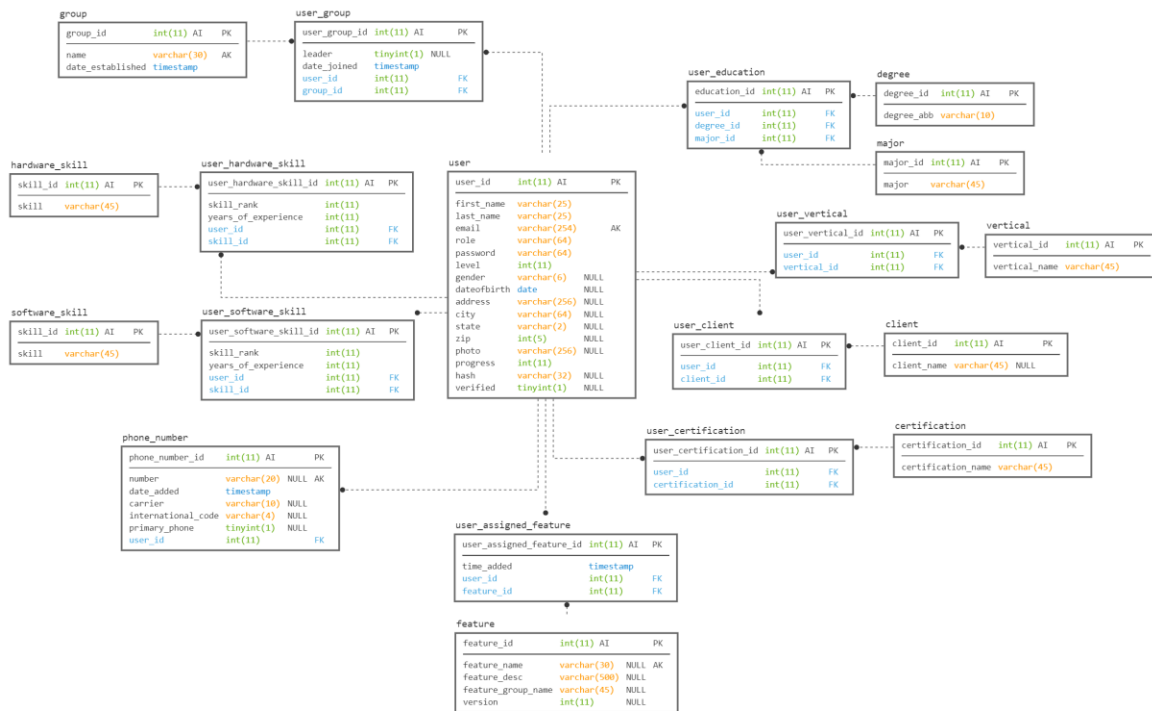 group
group_id int(11) AI PK
name varchar(30) AK
date_established timestamp
user_group
user_group_id int(11) AI PK
leader tinyint(1) NULL
date_joined timestamp
user_id int(11) FK
group_id int(11) FK
user_education
education_id int(11) AI PK
user_id int(11) FK
degree_id int(11) FK
major_id int(11) FK
degree
degree_id int(11) AI PK
degree_abb varchar(10)
major
major_id int(11) AI PK
major varchar(45)
hardware_skill
skill_id int(11) AI PK
skill varchar(45)
user_hardware_skill
user_hardware_skill_id int(11) AI PK
skill_rank int(11)
years_of_experience int(11)
user_id int(11) FK
skill_id int(11) FK
user
user_id int(11) AI PK
first_name varchar(25)
last_name varchar(25)
email varchar(254) AK
role varchar(64)
password varchar(64)
level int(11)
gender varchar(6) NULL
dateofbirth date NULL
address varchar(256) NULL
city varchar(64) NULL
state varchar(2) NULL
zip int(5) NULL
photo varchar(256) NULL
progress int(11)
hash varchar(32) NULL
verified tinyint(1) NULL
user_vertical
user_vertical_id int(11) AI PK
user_id int(11) FK
vertical_id int(11) FK
vertical
vertical_id int(11) AI PK
vertical_name varchar(45)
software_skill
skill_id int(11) AI PK
skill varchar(45)
user_software_skill
user_software_skill_id int(11) AI PK
skill_rank int(11)
years_of_experience int(11)
user_id int(11) FK
skill_id int(11) FK
user_client
user_client_id int(11) AI PK
user_id int(11) FK
client_id int(11) FK
client
client_id int(11) AI PK
client_name varchar(45) NULL
phone_number
phone_number_id int(11) AI PK
number varchar(20) NULL AK
date_added timestamp
carrier varchar(10) NULL
international_code varchar(4) NULL
primary_phone tinyint(1) NULL
user_id int(11) FK
user_certification
user_certification_id int(11) AI PK
user_id int(11) FK
certification_id int(11) FK
certification
certification_id int(11) AI PK
certification_name varchar(45)
user_assigned_feature
user_assigned_feature_id int(11) AI PK
time_added timestamp
user_id int(11) FK
feature_id int(11) FK
feature
feature_id int(11) AI PK
feature_name varchar(30) NULL AK
feature_desc varchar(500) NULL
feature_group_name varchar(45) NULL
version int(11) NULL